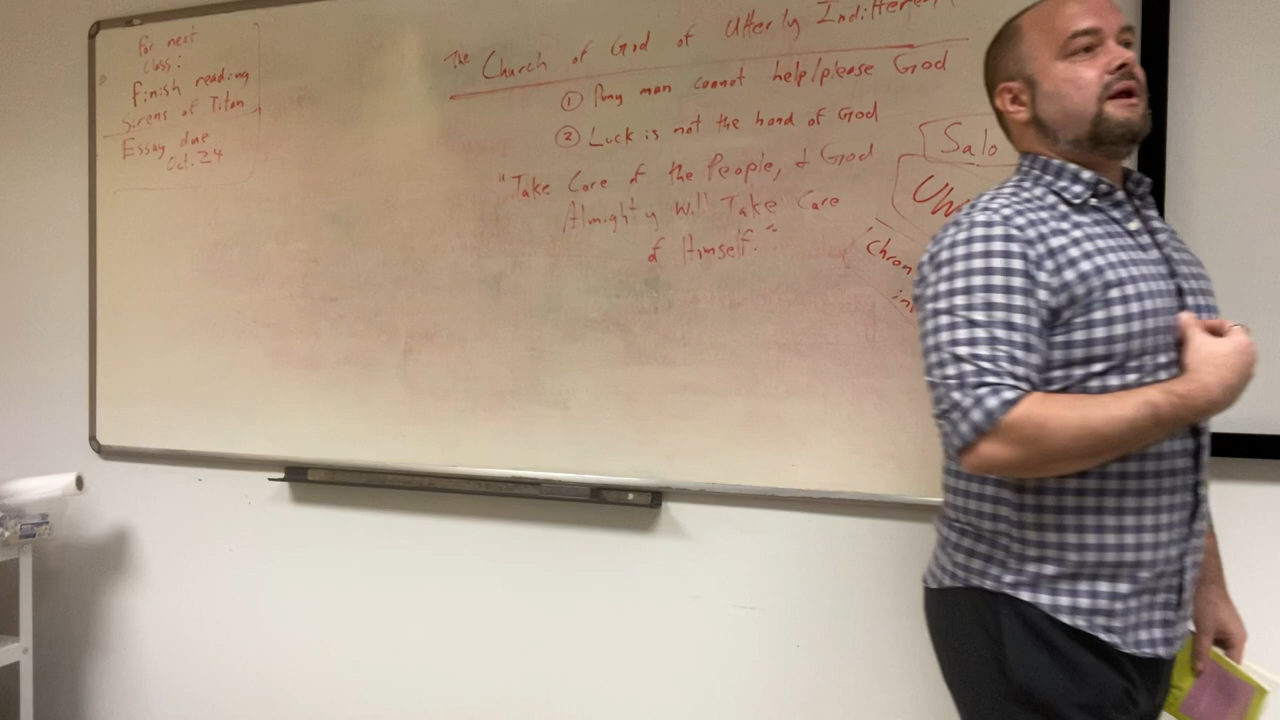 for next
class:
finish reading
Sirens of Titan
Essay due
Oct. 24
The Church of God of Utterly Indifferent
① Puny man cannot help/please God
② Luck is not the hand of God
"Take Care of the People, & God
Almighty Will Take Care
of Himself."
Salo
Chron